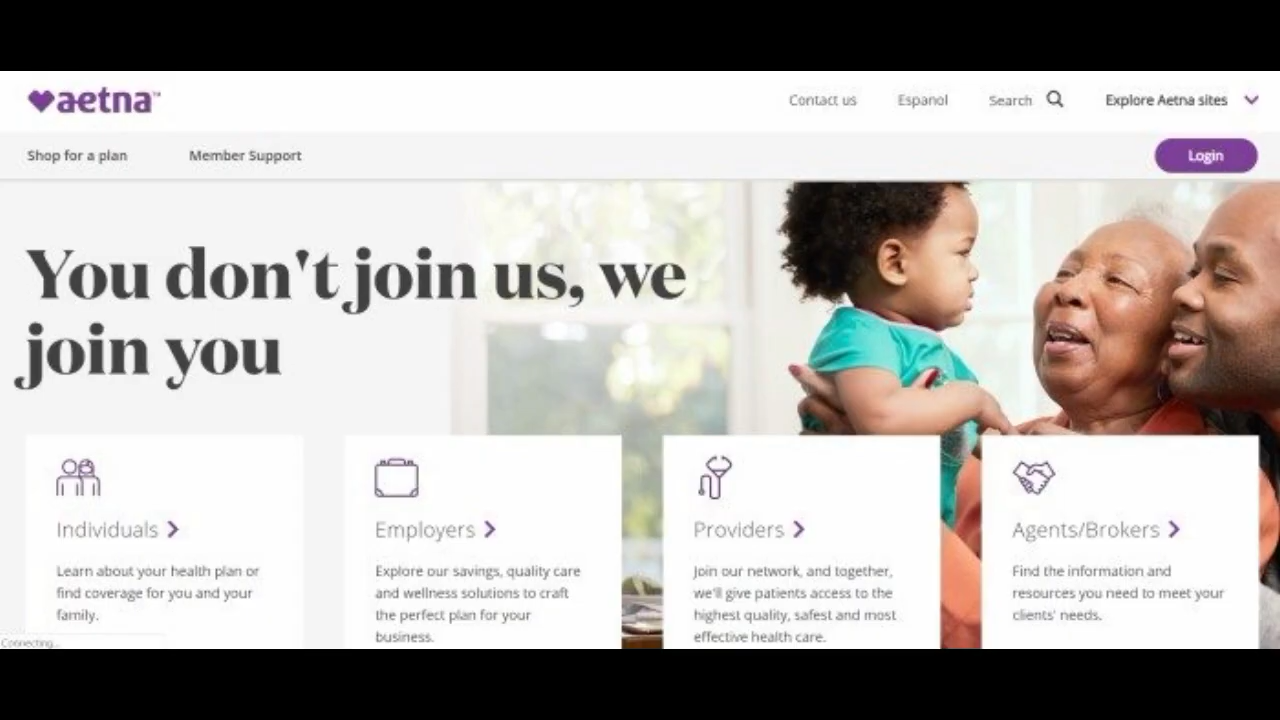 aetna™
Contact us
Espanol
Search
Explore Aetna sites
Shop for a plan
Member Support
Login
You don't join us, we
join you
Individuals
Learn about your health plan or
find coverage for you and your
family.
Employers
Explore our savings, quality care
and wellness solutions to craft
the perfect plan for your
business.
Providers
Join our network, and together,
we'll give patients access to the
highest quality, safest and most
effective health care.
Agents/Brokers
Find the information and
resources you need to meet your
clients' needs.
Connecting...